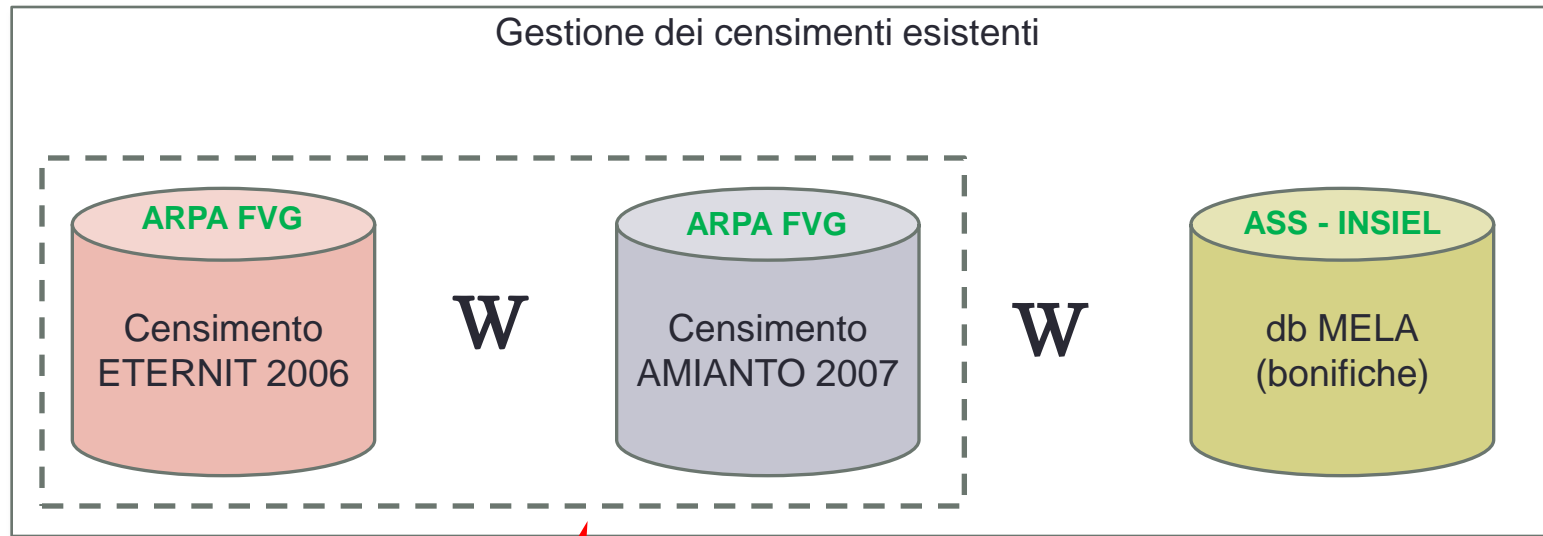 Gestione dei censimenti esistenti
ARPA FVG
Censimento
ETERNIT 2006
W
ARPA FVG
Censimento
AMIANTO 2007
W
ASS - INSIEL
db MELA
(bonifiche)